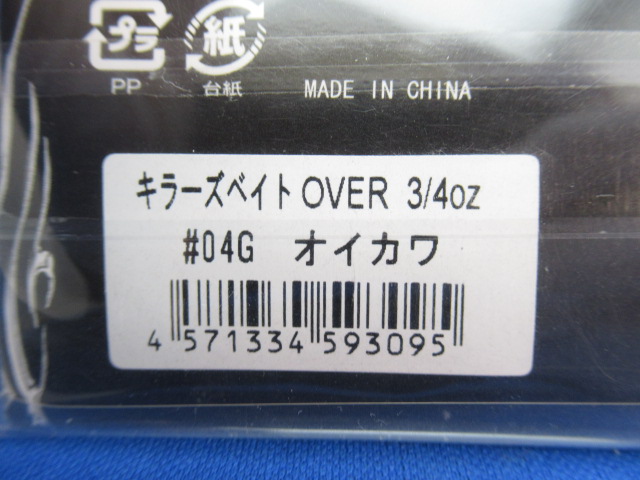 プラ 紙
PP 台紙 MADE IN CHINA
キラーズベイトOVER 3/4oz
#04G オイカワ
4 571334 593095